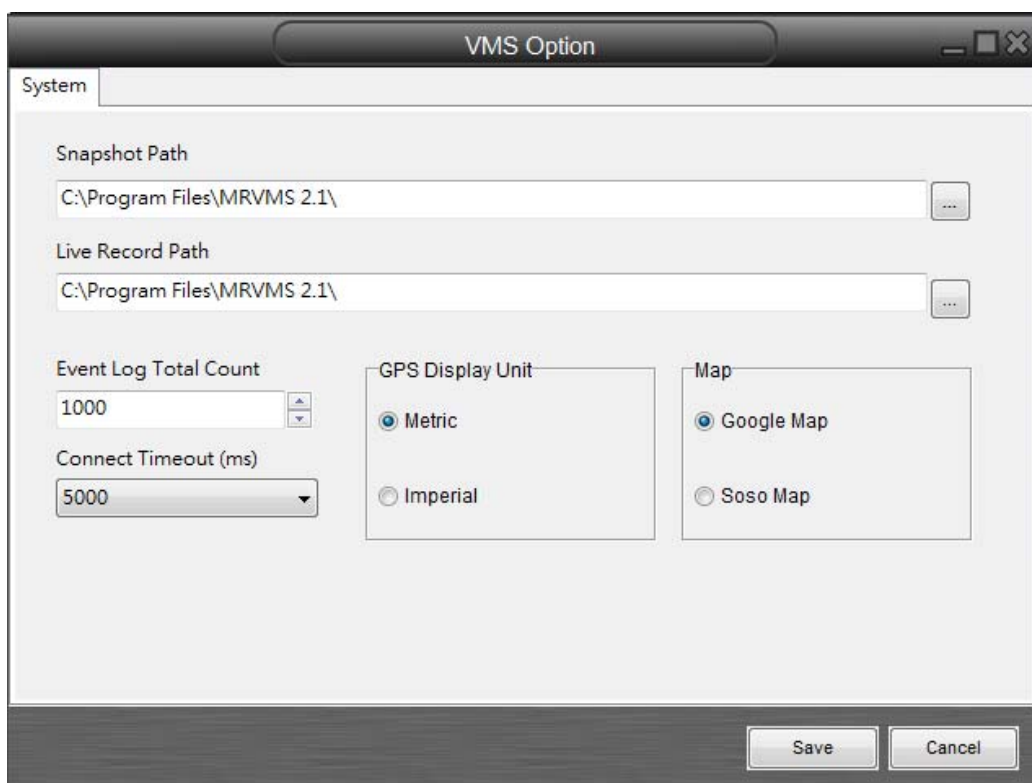 VMS Option
System
Snapshot Path
C:\Program Files\MRVMS 2.1\
...
Live Record Path
C:\Program Files\MRVMS 2.1\
...
Event Log Total Count
1000
Connect Timeout (ms)
5000
GPS Display Unit
Metric
Imperial
Map
Google Map
Soso Map
Save
Cancel